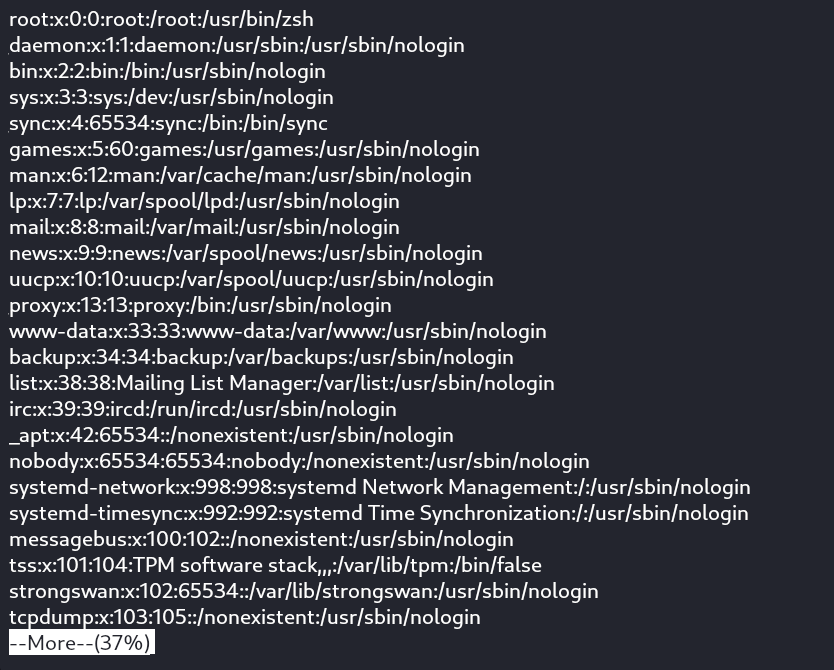 root:x:0:0:root:/root:/usr/bin/zsh
daemon:x:1:1:daemon:/usr/sbin:/usr/sbin/nologin
bin:x:2:2:bin:/bin:/usr/sbin/nologin
sys:x:3:3:sys:/dev:/usr/sbin/nologin
sync:x:4:65534:sync:/bin:/bin/sync
games:x:5:60:games:/usr/games:/usr/sbin/nologin
man:x:6:12:man:/var/cache/man:/usr/sbin/nologin
lp:x:7:7:lp:/var/spool/lpd:/usr/sbin/nologin
mail:x:8:8:mail:/var/mail:/usr/sbin/nologin
news:x:9:9:news:/var/spool/news:/usr/sbin/nologin
uucp:x:10:10:uucp:/var/spool/uucp:/usr/sbin/nologin
proxy:x:13:13:proxy:/bin:/usr/sbin/nologin
www-data:x:33:33:www-data:/var/www:/usr/sbin/nologin
backup:x:34:34:backup:/var/backups:/usr/sbin/nologin
list:x:38:38:Mailing List Manager:/var/list:/usr/sbin/nologin
irc:x:39:39:ircd:/run/ircd:/usr/sbin/nologin
_apt:x:42:65534::/nonexistent:/usr/sbin/nologin
nobody:x:65534:65534:nobody:/nonexistent:/usr/sbin/nologin
systemd-network:x:998:998:systemd Network Management:/:/usr/sbin/nologin
systemd-timesync:x:992:992:systemd Time Synchronization:/:/usr/sbin/nologin
messagebus:x:100:102::/nonexistent:/usr/sbin/nologin
tss:x:101:104:TPM software stack,,,:/var/lib/tpm:/bin/false
strongswan:x:102:65534::/var/lib/strongswan:/usr/sbin/nologin
tcpdump:x:103:105::/nonexistent:/usr/sbin/nologin
--More--(37%)